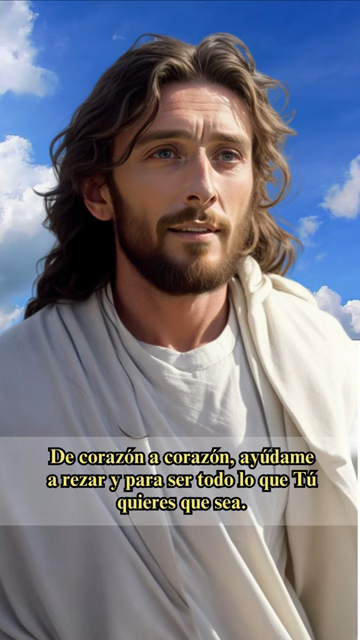 De corazón a corazón, ayúdame
a rezar y para ser todo lo que Tú
quieres que sea.